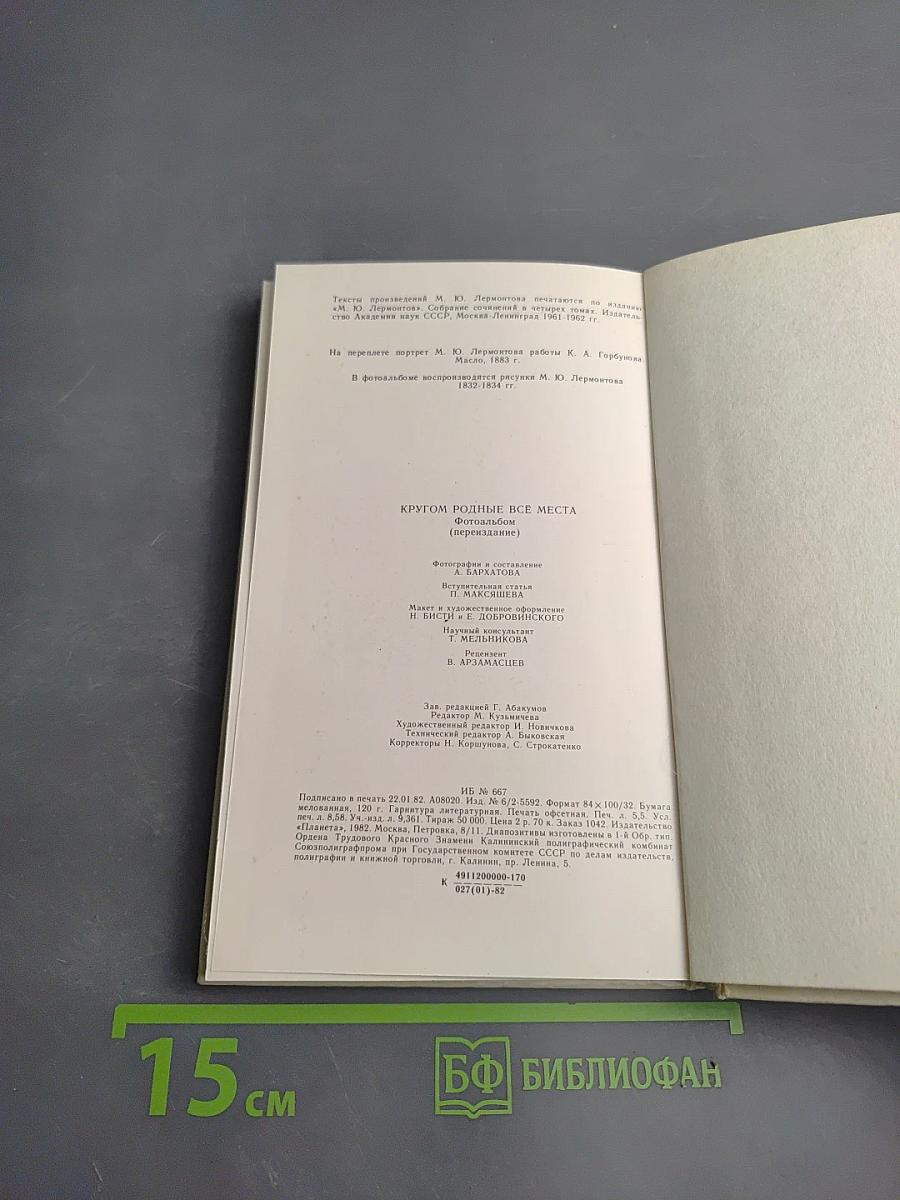 Тексты произведений М. Ю. Лермонтова печатаются по изданию:
«М. Ю. Лермонтов». Собрание сочинений в четырех томах. Издатель-
ство Академии наук СССР, Москва-Ленинград 1961-1962 гг.
На переплете портрет М. Ю. Лермонтова работы К. А. Горбунова.
Масло, 1883 г.
В фотоальбоме воспроизводятся рисунки М. Ю. Лермонтова
1832-1834 гг.
КРУГОМ РОДНЫЕ ВСЁ МЕСТА
Фотоальбом
(переиздание)
Фотографии и составление
А. БАРХАТОВА
Вступительная статья
П. МАКСЯШЕВА
Макет и художественное оформление
Н. БИСТИ и Е. ДОБРОВИНСКОГО
Научный консультант
Т. МЕЛЬНИКОВА
Рецензент
В. АРЗАМАСЦЕВ
Зав. редакцией Г. Абакумов
Редактор М. Кузьмичева
Художественный редактор И. Новичкова
Технический редактор А. Быковская
Корректоры Н. Коршунова, С. Строкатенко
ИБ № 667
Подписано в печать 22.01.82. А08020. Изд. № 6/2-5592. Формат 84×100/32. Бумага
мелованная, 120 г. Гарнитура литературная. Печать офсетная. Печ. л. 5,5. Усл.
печ. л. 8,58. Уч.-изд. л. 9,361. Тираж 50 000. Цена 2 р. 70 к. Заказ 1042. Издательство
«Планета», 1982. Москва, Петровка, 8/11. Диапозитивы изготовлены в 1-й Обр. тип.
Ордена Трудового Красного Знамени Калининский полиграфический комбинат
Союзполиграфпрома при Государственном комитете СССР по делам издательств,
полиграфии и книжной торговли, г. Калинин, пр. Ленина, 5.
К 4911200000-170
027(01)-82
15 см
БФ БИБЛИОФАН